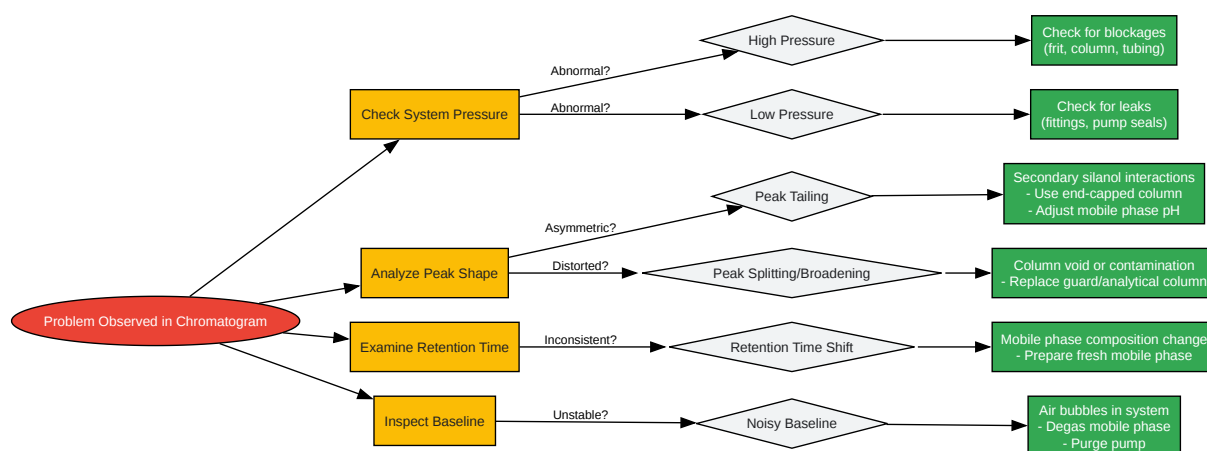 Problem Observed in Chromatogram
Check System Pressure
Abnormal?
High Pressure
Check for blockages
(frit, column, tubing)
Abnormal?
Low Pressure
Check for leaks
(fittings, pump seals)
Analyze Peak Shape
Asymmetric?
Peak Tailing
Secondary silanol interactions
- Use end-capped column
- Adjust mobile phase pH
Distorted?
Peak Splitting/Broadening
Column void or contamination
- Replace guard/analytical column
Examine Retention Time
Inconsistent?
Retention Time Shift
Mobile phase composition change
- Prepare fresh mobile phase
Inspect Baseline
Unstable?
Noisy Baseline
Air bubbles in system
- Degas mobile phase
- Purge pump